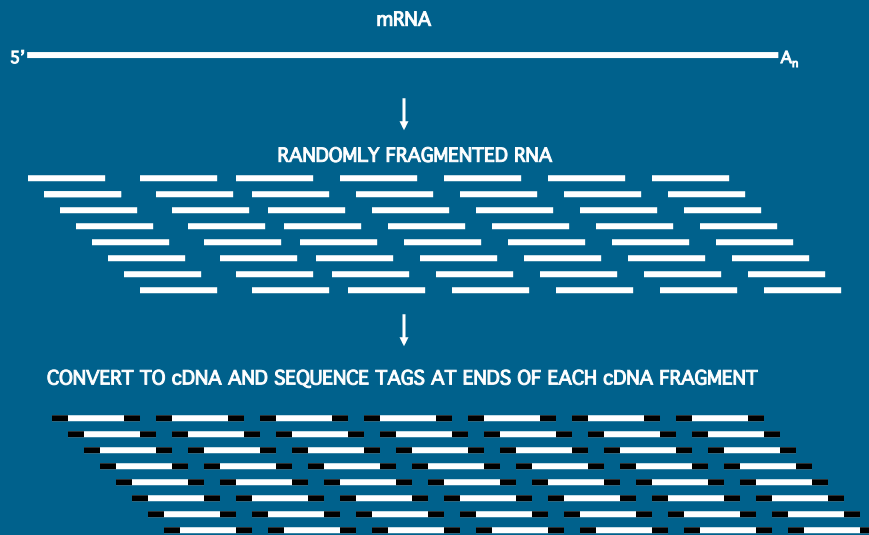 mRNA
5’ Aₙ
RANDOMLY FRAGMENTED RNA
CONVERT TO cDNA AND SEQUENCE TAGS AT ENDS OF EACH cDNA FRAGMENT